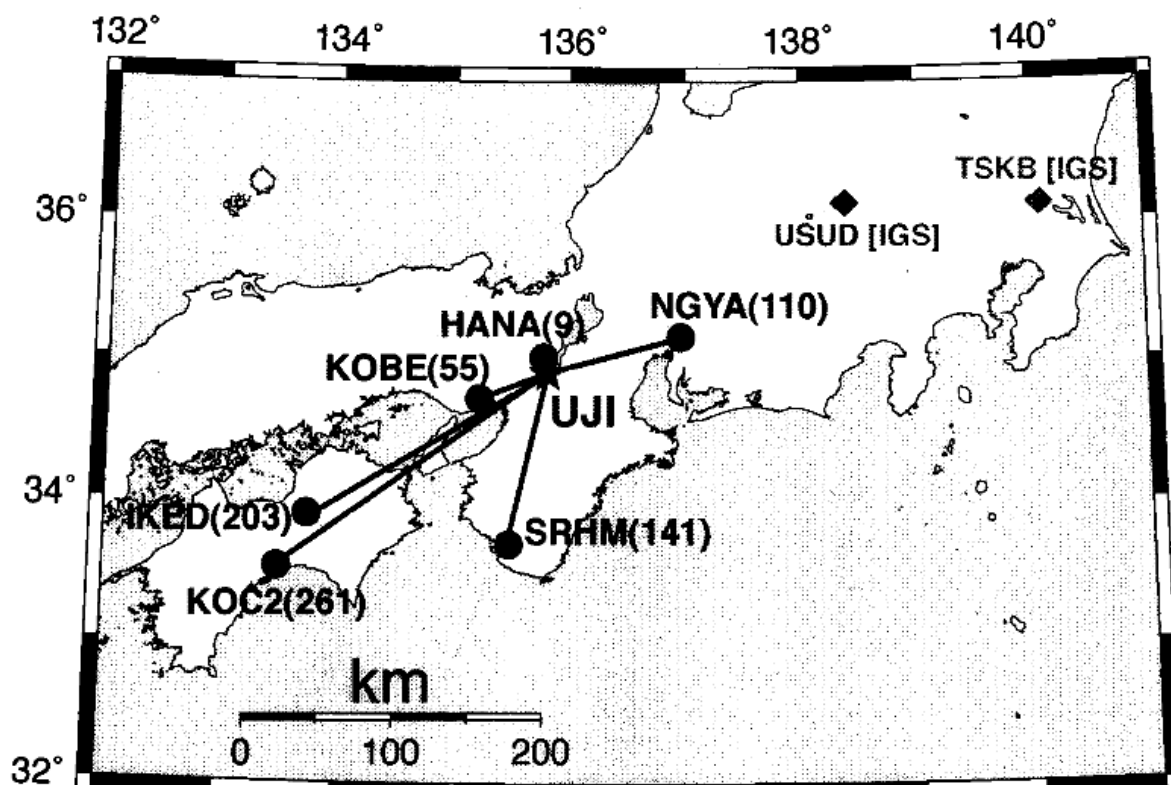 132° 134° 136° 138° 140°
TSKB [IGS]
36°
USUD [IGS]
NGYA(110)
HANA(9)
KOBE(55)
UJI
34°
IKED(203)
SRHM(141)
KOC2(261)
km
0 100 200
32°